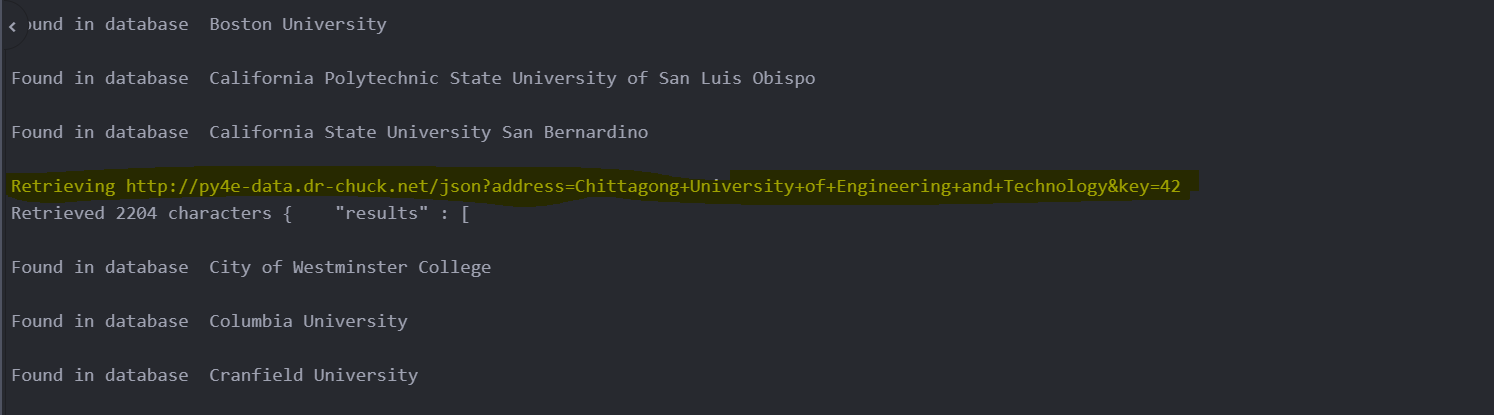 ound in database  Boston University
Found in database  California Polytechnic State University of San Luis Obispo
Found in database  California State University San Bernardino
Retrieving http://py4e-data.dr-chuck.net/json?address=Chittagong+University+of+Engineering+and+Technology&key=42
Retrieved 2204 characters {    "results" : [
Found in database  City of Westminster College
Found in database  Columbia University
Found in database  Cranfield University